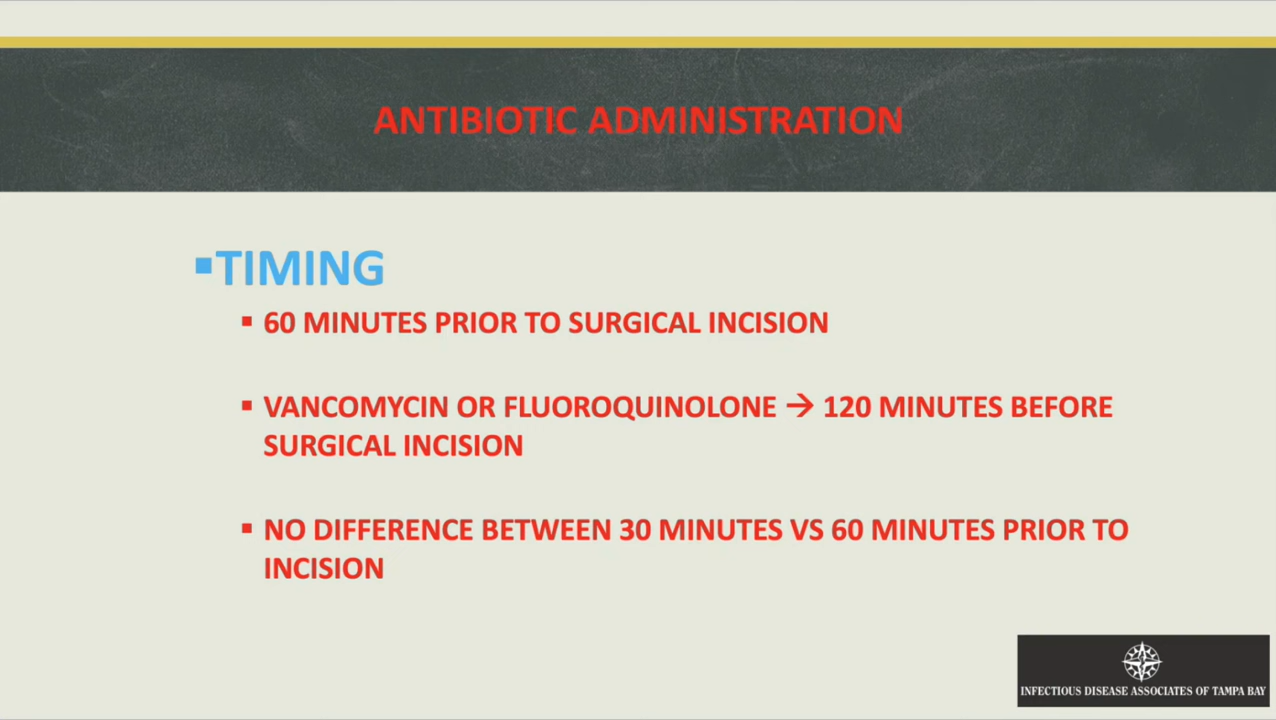 ANTIBIOTIC ADMINISTRATION
▪TIMING
▪ 60 MINUTES PRIOR TO SURGICAL INCISION
▪ VANCOMYCIN OR FLUOROQUINOLONE → 120 MINUTES BEFORE
SURGICAL INCISION
▪ NO DIFFERENCE BETWEEN 30 MINUTES VS 60 MINUTES PRIOR TO
INCISION
INFECTIOUS DISEASE ASSOCIATES OF TAMPA BAY